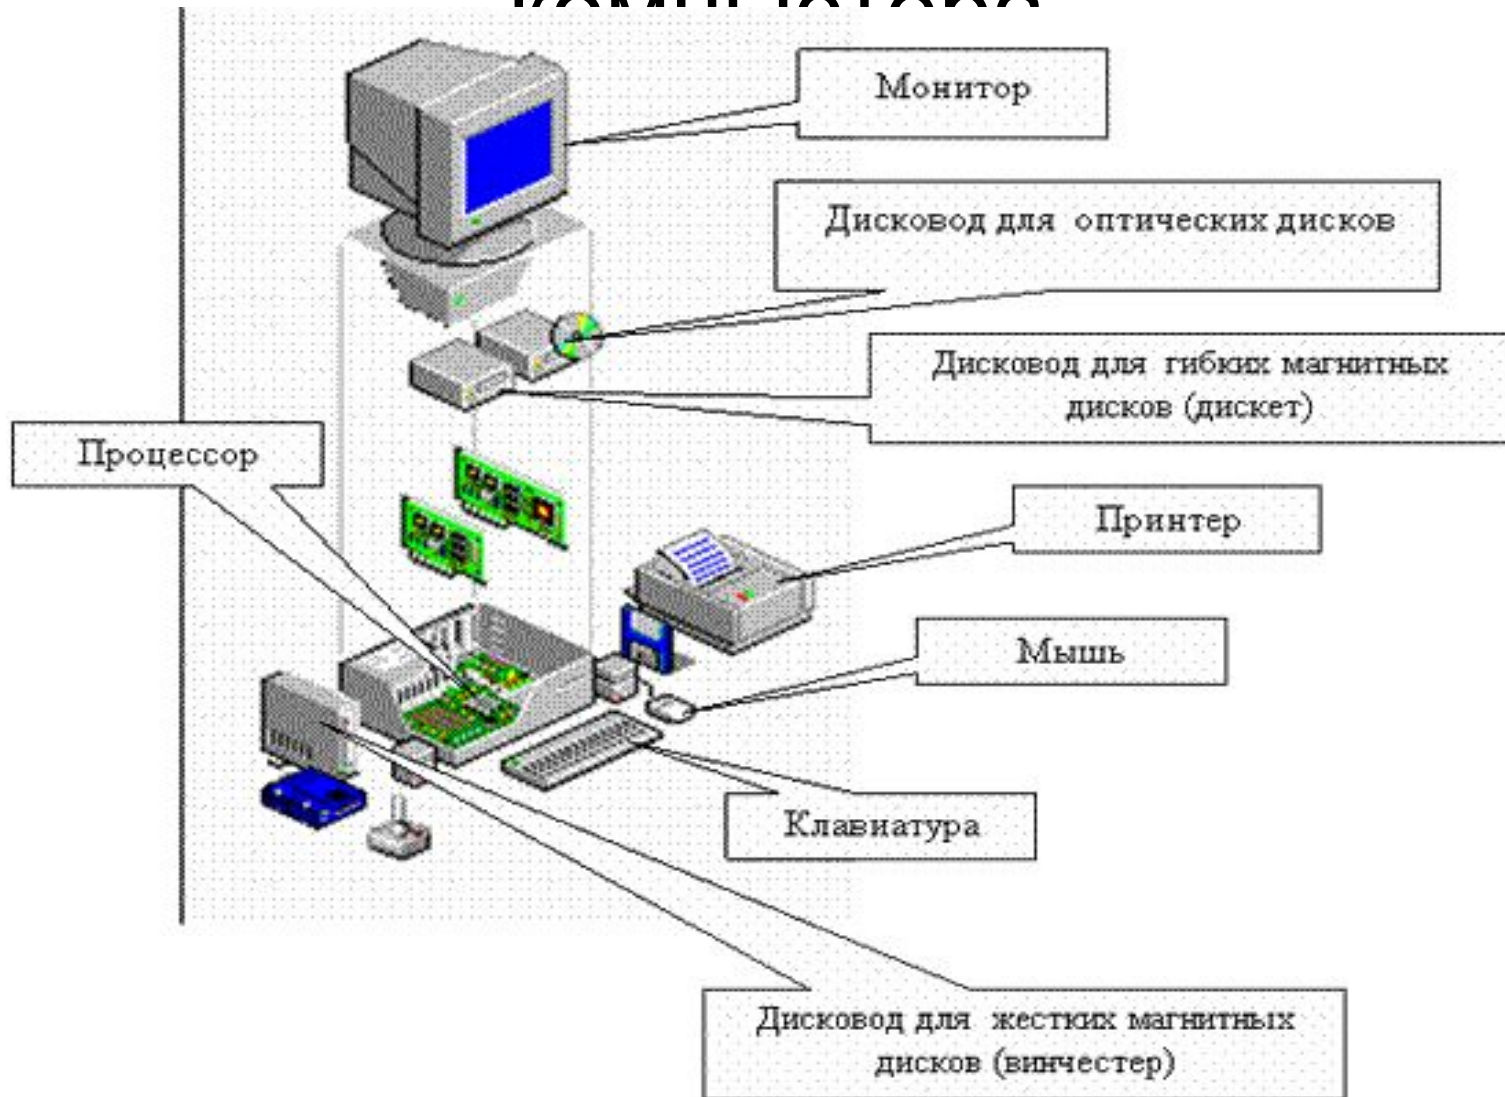 Монитор
Дисковод для оптических дисков
Дисковод для гибких магнитных
дисков (дискет)
Процессор
Принтер
Мышь
Клавиатура
Дисковод для жестких магнитных
дисков (винчестер)